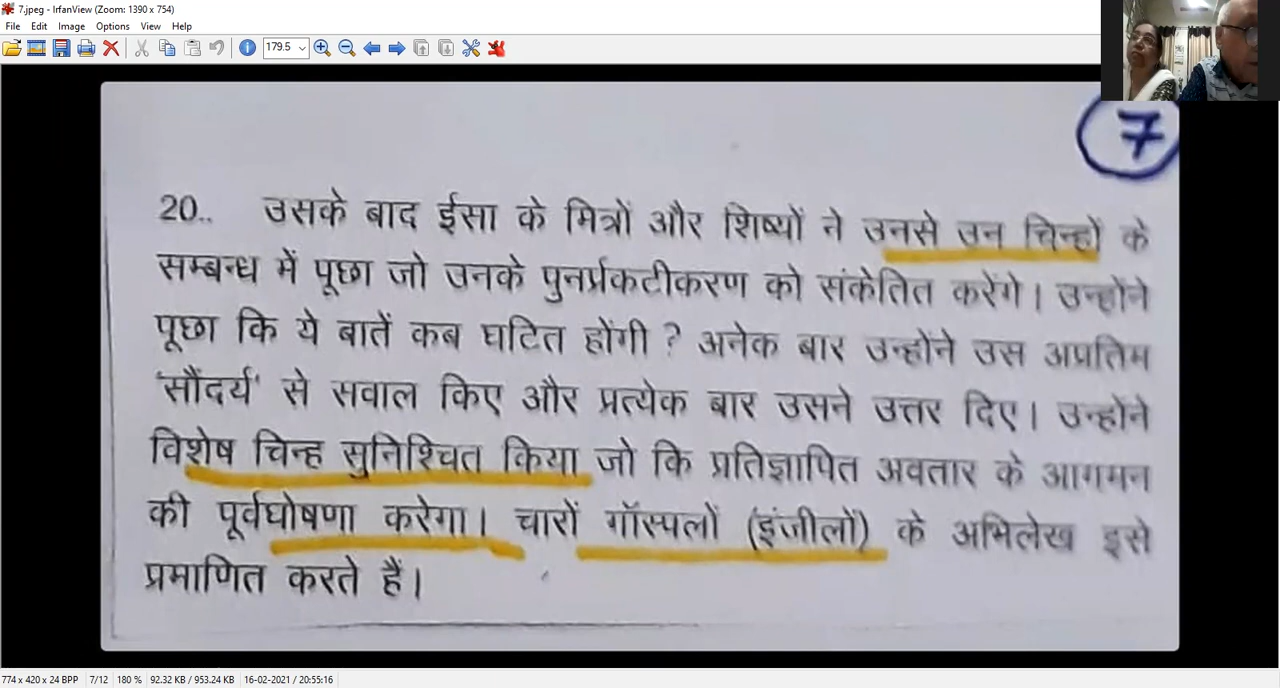 7.jpeg - IrfanView (Zoom: 1390 x 754)
File Edit Image Options View Help
179.5
7
20.. उसके बाद ईसा के मित्रों और शिष्यों ने उनसे उन चिन्हों के
सम्बन्ध में पूछा जो उनके पुनर्प्रकटीकरण को संकेतित करेंगे। उन्होंने
पूछा कि ये बातें कब घटित होंगी ? अनेक बार उन्होंने उस अप्रतिम
'सौंदर्य' से सवाल किए और प्रत्येक बार उसने उत्तर दिए। उन्होंने
विशेष चिन्ह सुनिश्चित किया जो कि प्रतिज्ञापित अवतार के आगमन
की पूर्वघोषणा करेगा। चारों गॉस्पलों (इंजीलों) के अभिलेख इसे
प्रमाणित करते हैं।
774 x 420 x 24 BPP 7/12 180 % 92.32 KB / 953.24 KB 16-02-2021 / 20:55:16